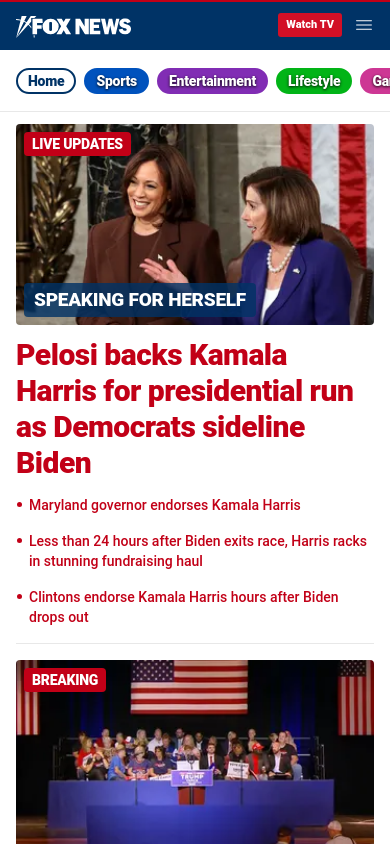 FOX NEWS
Watch TV
Home
Sports
Entertainment
Lifestyle
Ga
LIVE UPDATES
SPEAKING FOR HERSELF
Pelosi backs Kamala
Harris for presidential run
as Democrats sideline
Biden
• Maryland governor endorses Kamala Harris
• Less than 24 hours after Biden exits race, Harris racks
in stunning fundraising haul
• Clintons endorse Kamala Harris hours after Biden
drops out
BREAKING
TRUMP